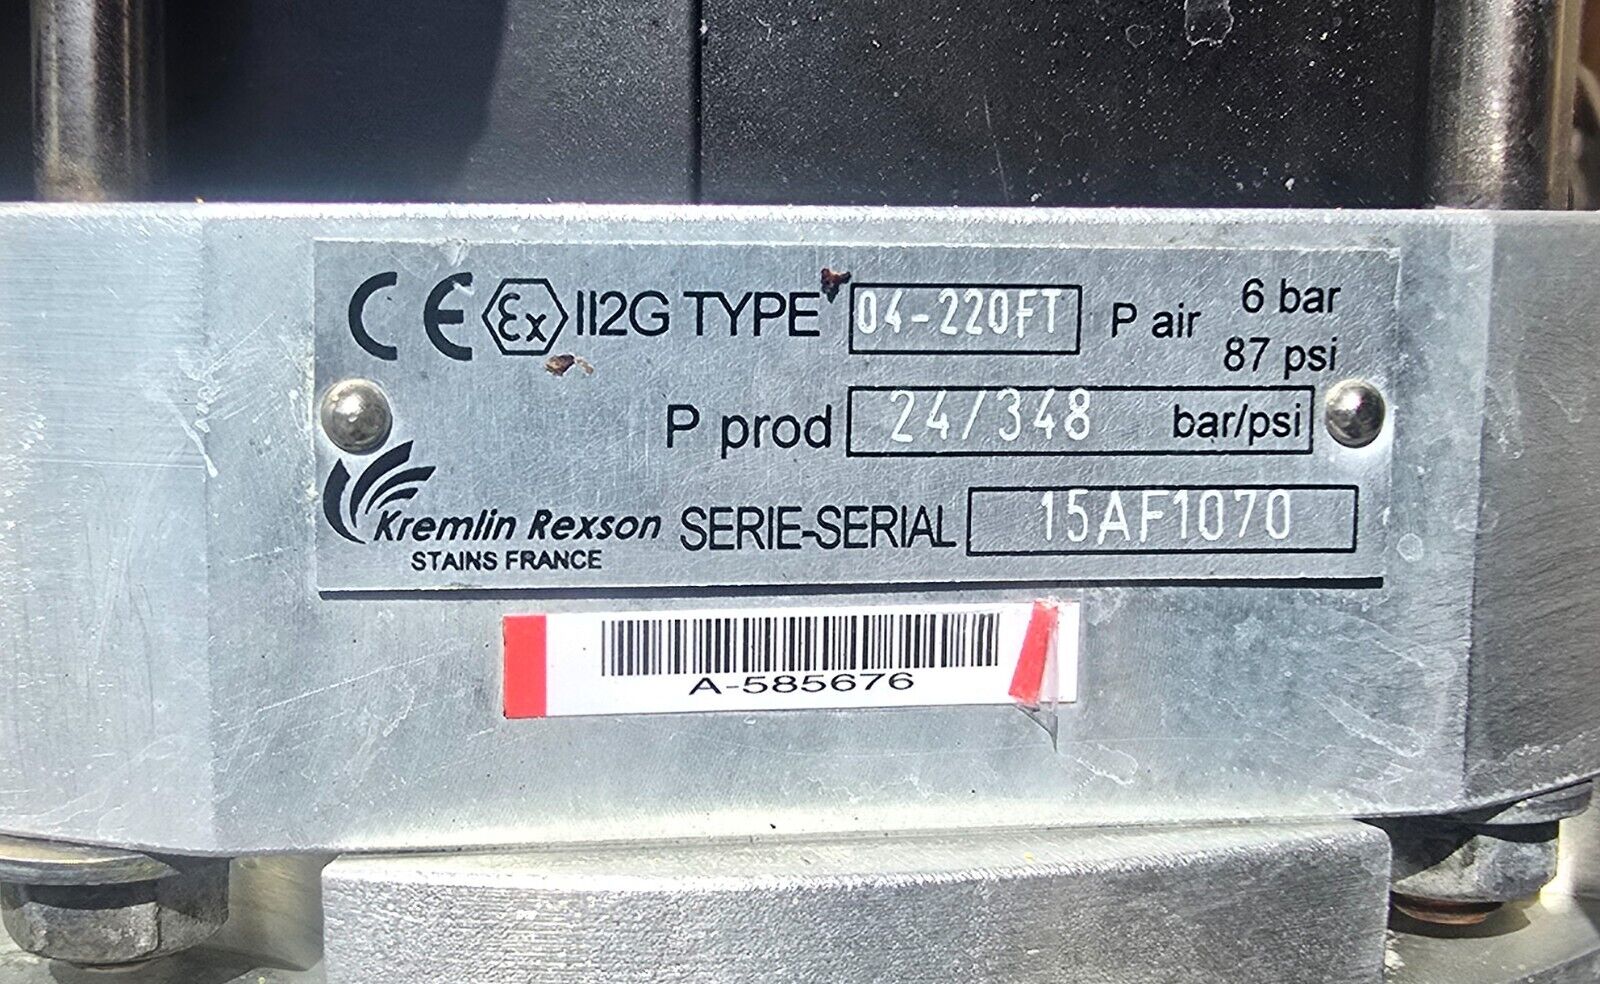 CE Ex II2G TYPE 04-220FT P air 6 bar
87 psi
P prod 24/348 bar/psi
Kremlin Rexson SERIE-SERIAL 15AF1070
STAINS FRANCE
A-585676